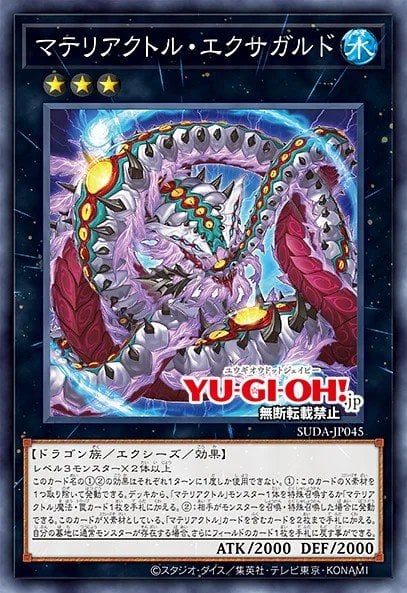 マテリアクトル・エクサガルド
水
ユウギオウドットジェイピー
YU-GI-OH!.jp
無断転載禁止
SUDA-JP045
【ドラゴン族／エクシーズ／効果】
レベル３モンスター×２体以上
このカード名の①②の効果はそれぞれ１ターンに１度しか使用できない。①：このカードのX素材を
１つ取り除いて発動できる。デッキから、「マテリアクトル」モンスター１体を特殊召喚するか「マテリ
アクトル」魔法・罠カード１枚を手札に加える。②：相手がモンスターを召喚・特殊召喚した場合に発動
できる。このカードがX素材としている、「マテリアクトル」カードを含むカードを２枚まで手札に加える。
自分の墓地に通常モンスターが存在する場合、さらにフィールドのカード１枚を手札に戻す事ができる。
ATK/2000 DEF/2000
©スタジオ・ダイス／集英社・テレビ東京・KONAMI